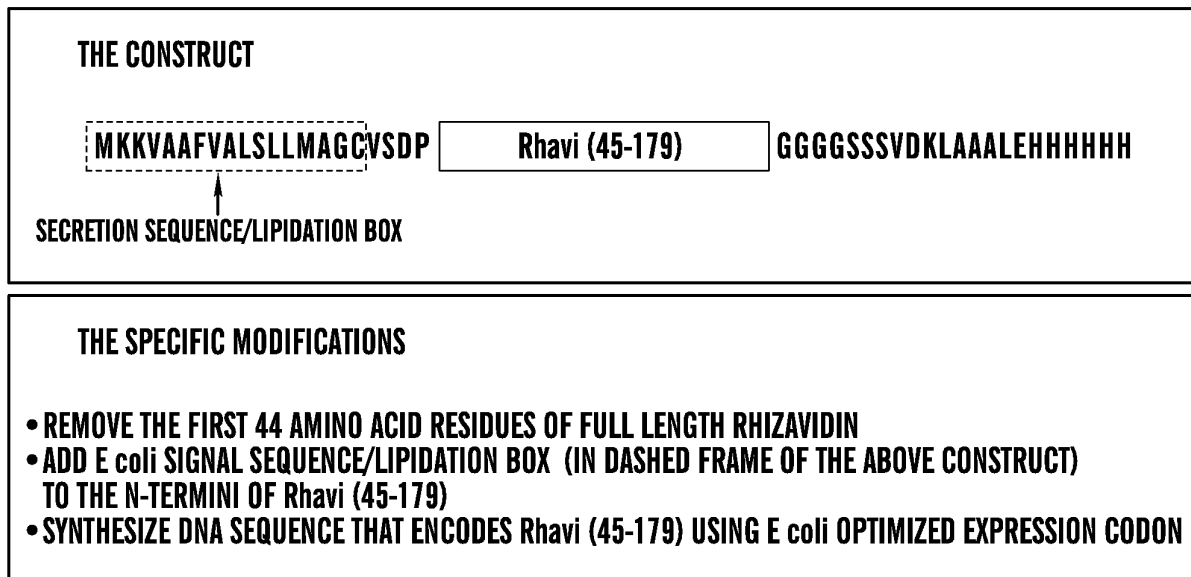 THE CONSTRUCT
MKKVAAFVALSLLMAGCVSDP Rhavi (45-179) GGGGSSSVDKLAAALEHHHHHH
SECRETION SEQUENCE/LIPIDATION BOX
THE SPECIFIC MODIFICATIONS
• REMOVE THE FIRST 44 AMINO ACID RESIDUES OF FULL LENGTH RHIZAVIDIN
• ADD E coli SIGNAL SEQUENCE/LIPIDATION BOX (IN DASHED FRAME OF THE ABOVE CONSTRUCT)
TO THE N-TERMINI OF Rhavi (45-179)
• SYNTHESIZE DNA SEQUENCE THAT ENCODES Rhavi (45-179) USING E coli OPTIMIZED EXPRESSION CODON